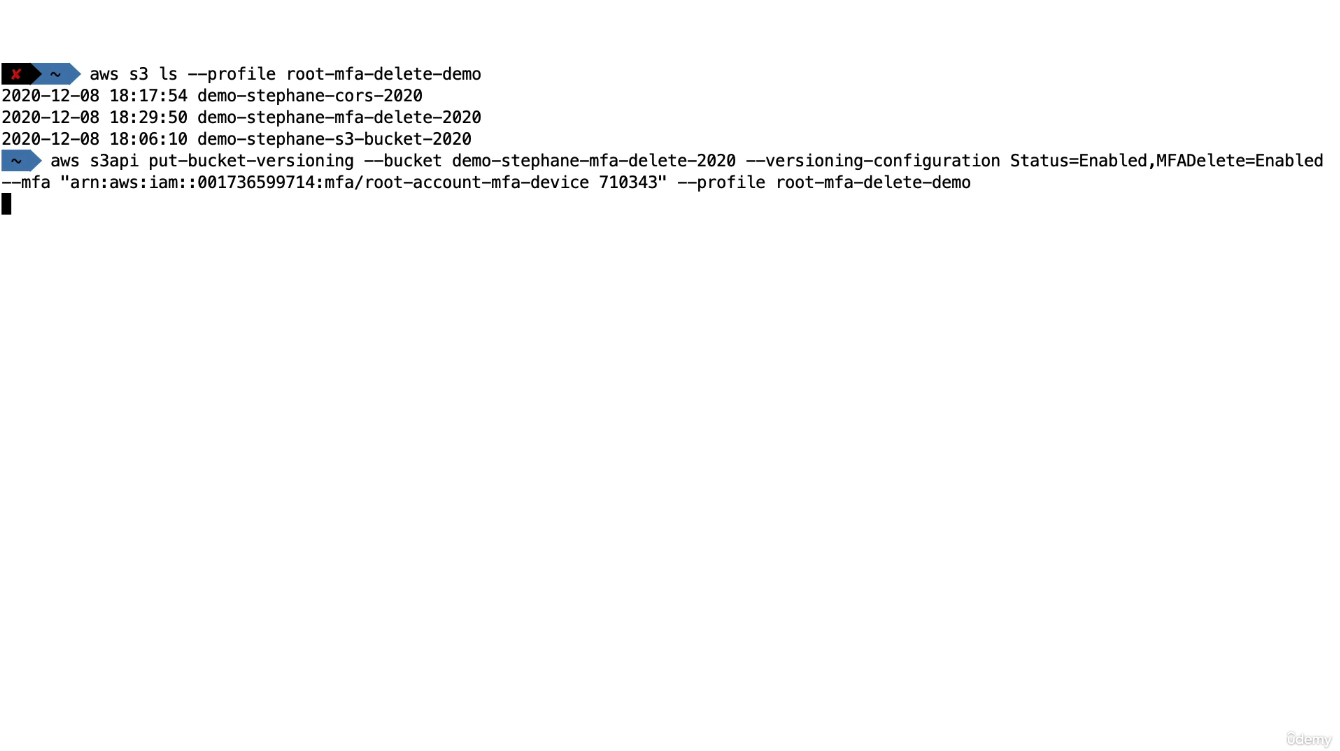 ✘ ~ aws s3 ls --profile root-mfa-delete-demo
2020-12-08 18:17:54 demo-stephane-cors-2020
2020-12-08 18:29:50 demo-stephane-mfa-delete-2020
2020-12-08 18:06:10 demo-stephane-s3-bucket-2020
~ aws s3api put-bucket-versioning --bucket demo-stephane-mfa-delete-2020 --versioning-configuration Status=Enabled,MFADelete=Enabled
--mfa "arn:aws:iam::001736599714:mfa/root-account-mfa-device 710343" --profile root-mfa-delete-demo
ûdemy